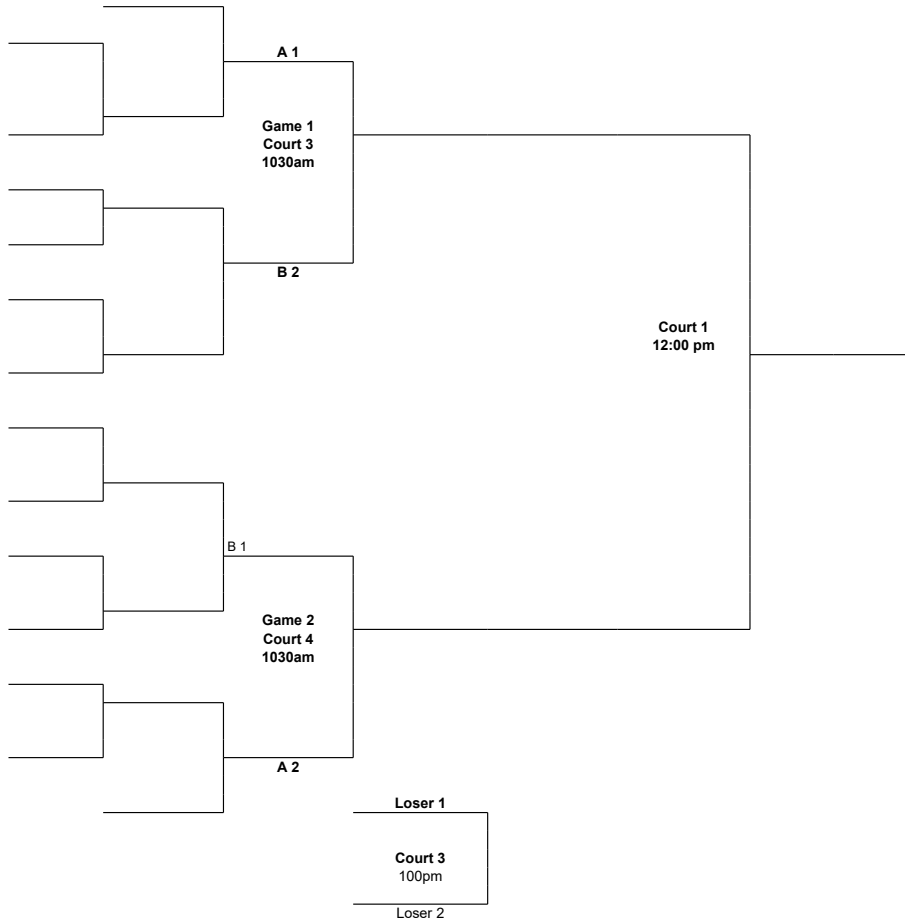 A 1
Game 1
Court 3
1030am
B 2
Court 1
12:00 pm
B 1
Game 2
Court 4
1030am
A 2
Loser 1
Court 3
100pm
Loser 2